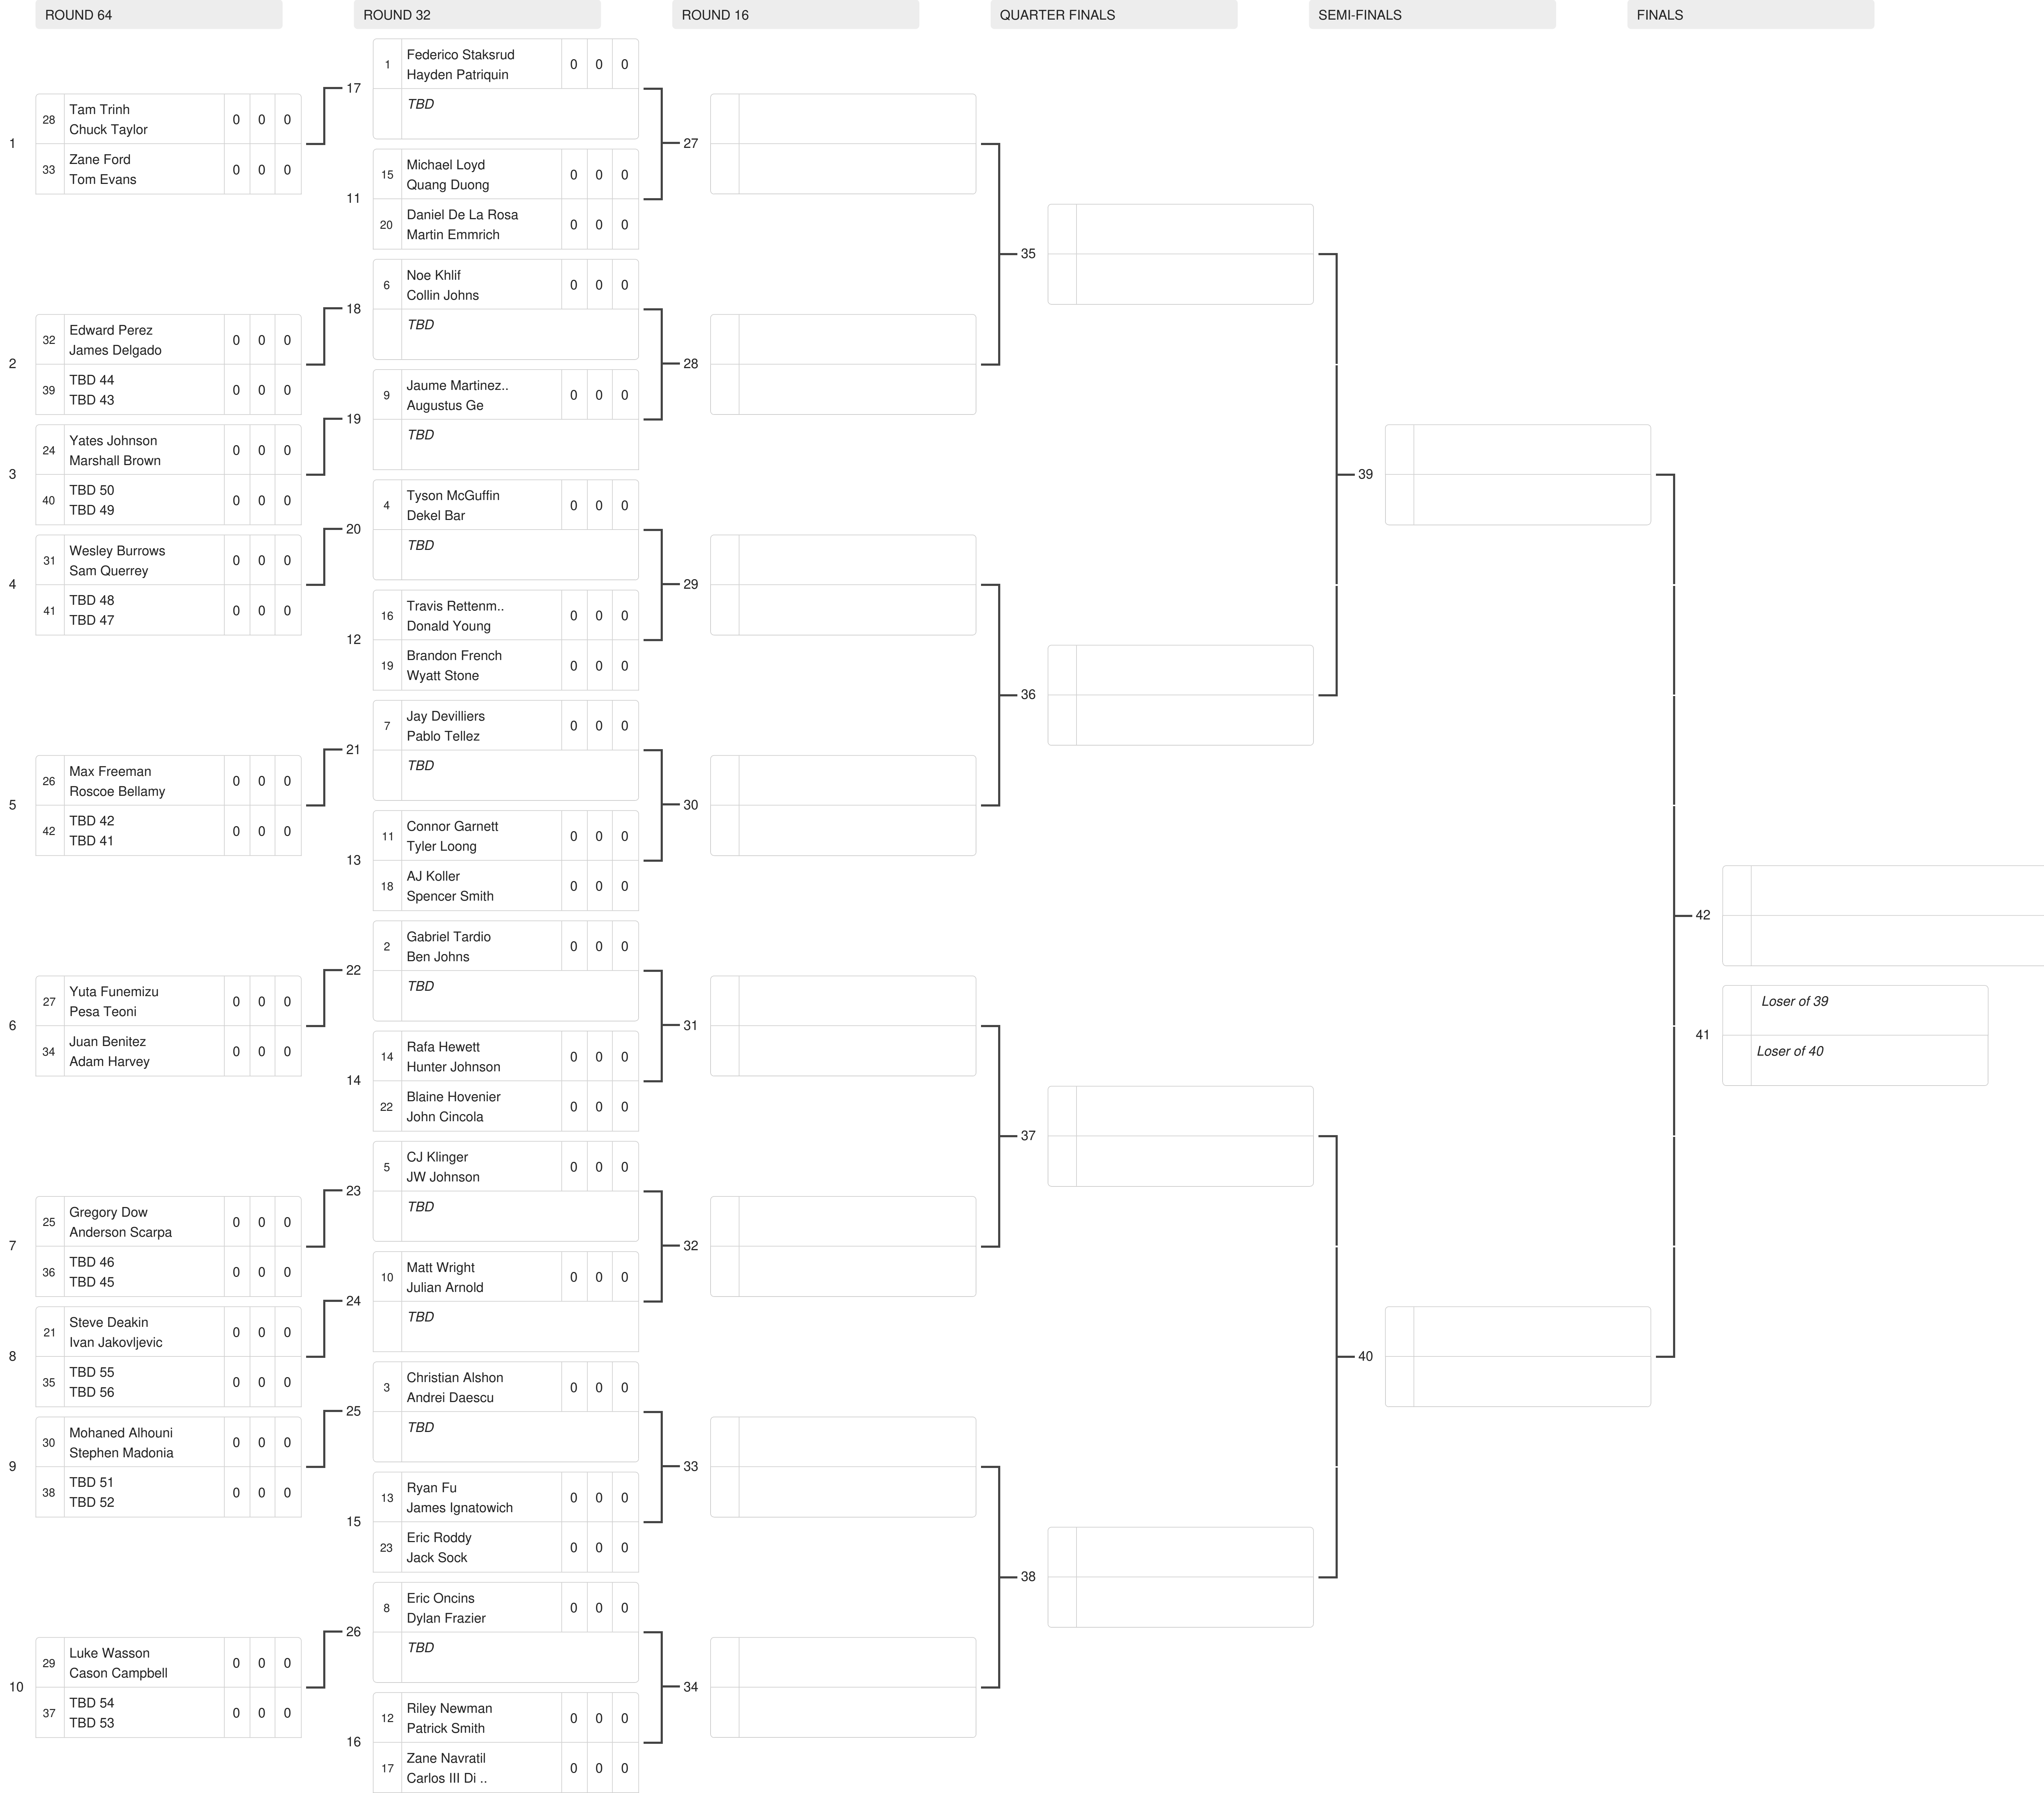 ROUND 64
ROUND 32
ROUND 16
QUARTER FINALS
SEMI-FINALS
FINALS
1
28
Tam Trinh
Chuck Taylor
0 0 0
33
Zane Ford
Tom Evans
0 0 0
2
32
Edward Perez
James Delgado
0 0 0
39
TBD 44
TBD 43
0 0 0
3
24
Yates Johnson
Marshall Brown
0 0 0
40
TBD 50
TBD 49
0 0 0
4
31
Wesley Burrows
Sam Querrey
0 0 0
41
TBD 48
TBD 47
0 0 0
5
26
Max Freeman
Roscoe Bellamy
0 0 0
42
TBD 42
TBD 41
0 0 0
6
27
Yuta Funemizu
Pesa Teoni
0 0 0
34
Juan Benitez
Adam Harvey
0 0 0
7
25
Gregory Dow
Anderson Scarpa
0 0 0
36
TBD 46
TBD 45
0 0 0
8
21
Steve Deakin
Ivan Jakovljevic
0 0 0
35
TBD 55
TBD 56
0 0 0
9
30
Mohaned Alhouni
Stephen Madonia
0 0 0
38
TBD 51
TBD 52
0 0 0
10
29
Luke Wasson
Cason Campbell
0 0 0
37
TBD 54
TBD 53
0 0 0
17
1
Federico Staksrud
Hayden Patriquin
0 0 0
TBD
11
15
Michael Loyd
Quang Duong
0 0 0
20
Daniel De La Rosa
Martin Emmrich
0 0 0
18
6
Noe Khlif
Collin Johns
0 0 0
TBD
19
9
Jaume Martinez..
Augustus Ge
0 0 0
TBD
20
4
Tyson McGuffin
Dekel Bar
0 0 0
TBD
12
16
Travis Rettenm..
Donald Young
0 0 0
19
Brandon French
Wyatt Stone
0 0 0
21
7
Jay Devilliers
Pablo Tellez
0 0 0
TBD
13
11
Connor Garnett
Tyler Loong
0 0 0
18
AJ Koller
Spencer Smith
0 0 0
22
2
Gabriel Tardio
Ben Johns
0 0 0
TBD
14
14
Rafa Hewett
Hunter Johnson
0 0 0
22
Blaine Hovenier
John Cincola
0 0 0
23
5
CJ Klinger
JW Johnson
0 0 0
TBD
24
10
Matt Wright
Julian Arnold
0 0 0
TBD
25
3
Christian Alshon
Andrei Daescu
0 0 0
TBD
15
13
Ryan Fu
James Ignatowich
0 0 0
23
Eric Roddy
Jack Sock
0 0 0
26
8
Eric Oncins
Dylan Frazier
0 0 0
TBD
16
12
Riley Newman
Patrick Smith
0 0 0
17
Zane Navratil
Carlos III Di ..
0 0 0
27
28
29
30
31
32
33
34
35
36
37
38
39
40
42
41
Loser of 39
Loser of 40